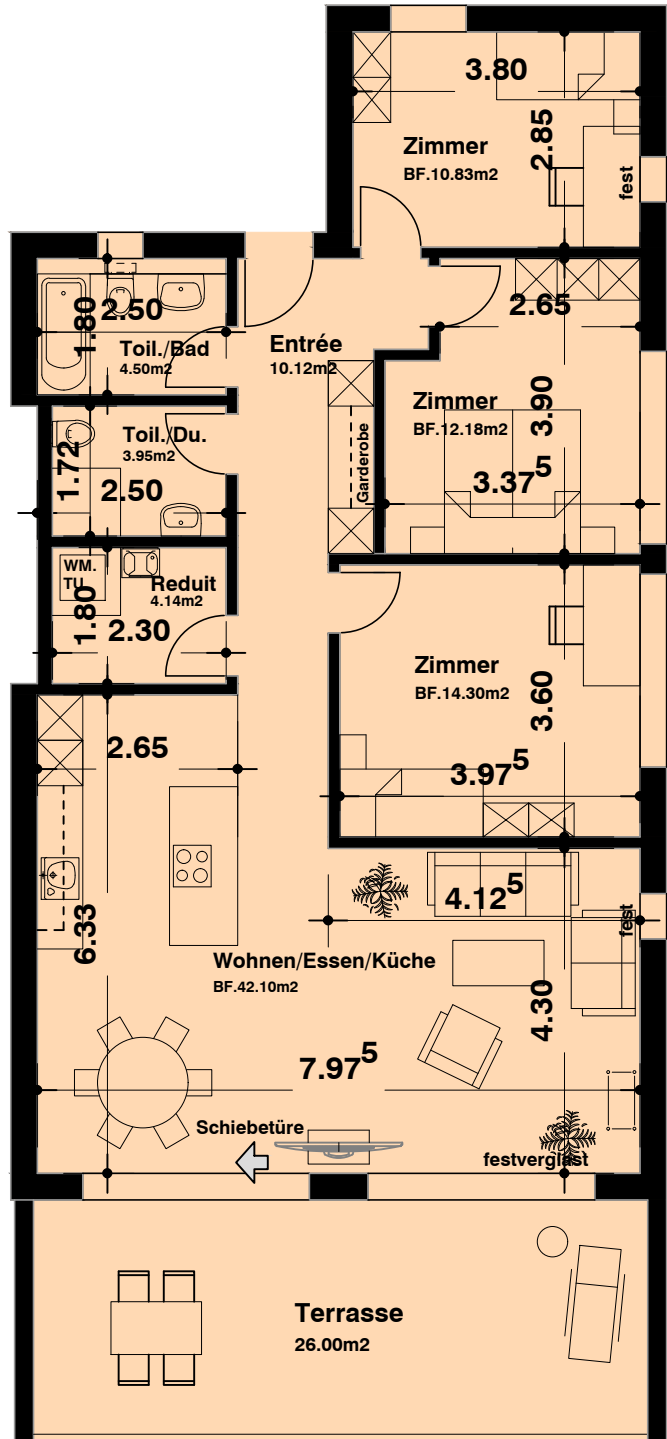 3.80
2.85
Zimmer
BF.10.83m2
fest
2.65
1.80
2.50
Toil./Bad
4.50m2
Entrée
10.12m2
Zimmer
BF.12.18m2
3.90
Toil./Du.
3.95m2
1.72
2.50
Garderobe
3.37⁵
WM.
TU
Reduit
4.14m2
1.80
2.30
Zimmer
BF.14.30m2
3.60
2.65
3.97⁵
4.12⁵
fest
6.33
Wohnen/Essen/Küche
BF.42.10m2
4.30
7.97⁵
Schiebetüre
festverglast
Terrasse
26.00m2